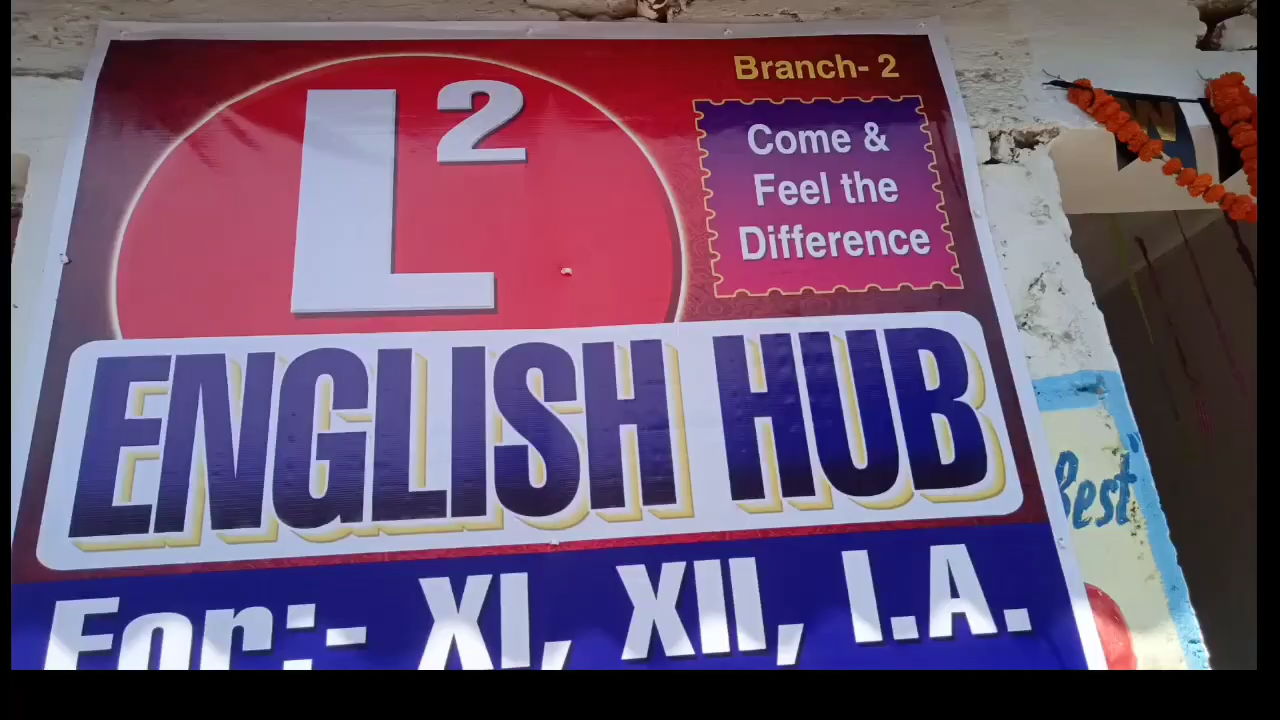 L²
Branch- 2
Come &
Feel the
Difference
ENGLISH HUB
For:- XI, XII, I.A.
Best
W